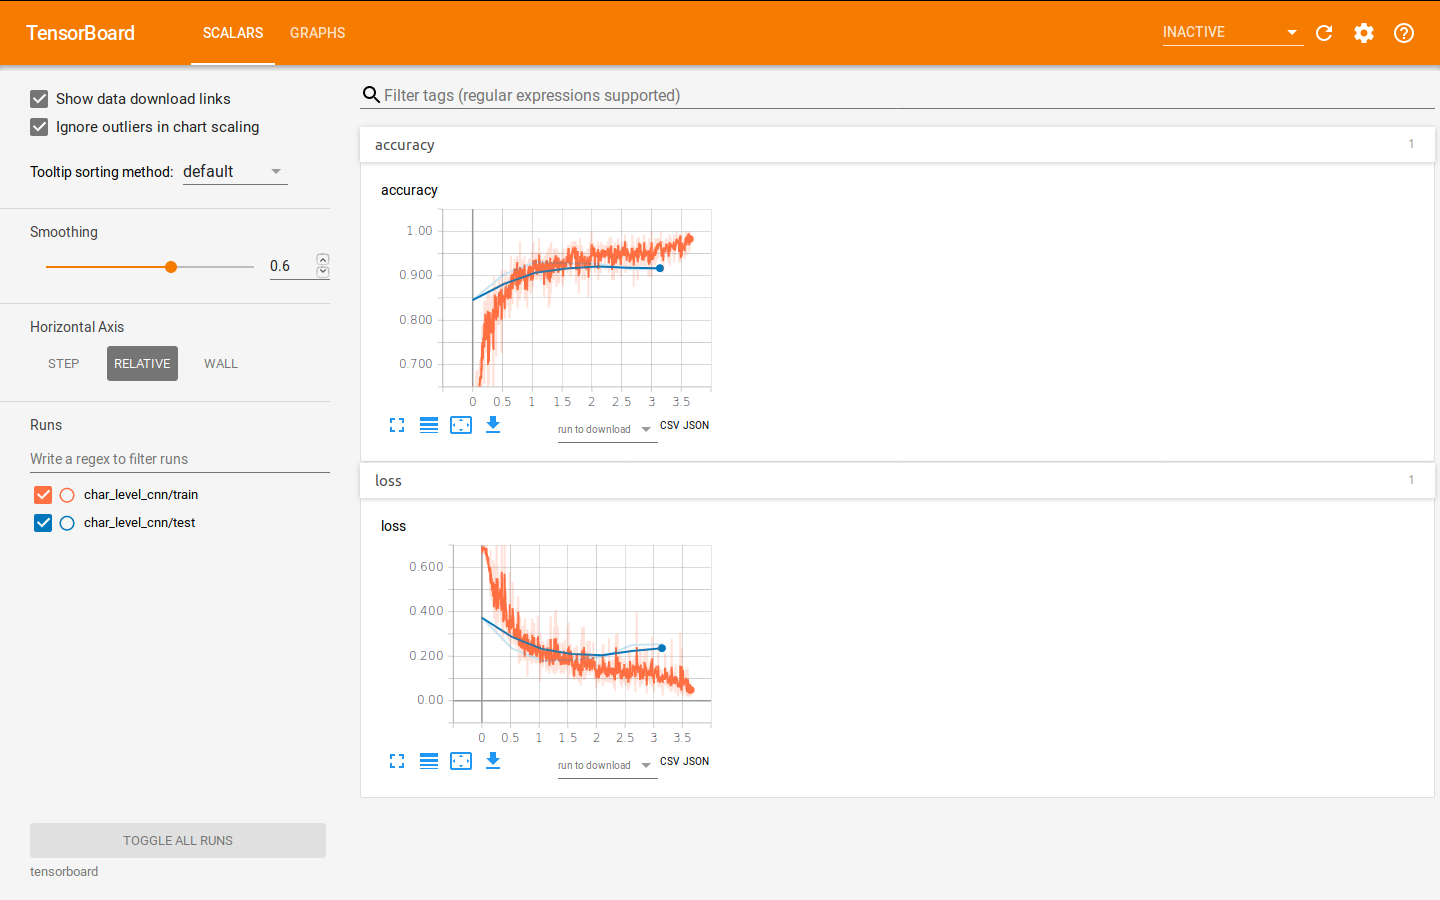 TensorBoard SCALARS GRAPHS INACTIVE
Show data download links
Ignore outliers in chart scaling
Tooltip sorting method: default
Smoothing
0.6
Horizontal Axis
STEP RELATIVE WALL
Runs
Write a regex to filter runs
char_level_cnn/train
char_level_cnn/test
TOGGLE ALL RUNS
tensorboard
Filter tags (regular expressions supported)
accuracy 1
accuracy
1.00
0.900
0.800
0.700
0 0.5 1 1.5 2 2.5 3 3.5
run to download CSV JSON
loss 1
loss
0.600
0.400
0.200
0.00
0 0.5 1 1.5 2 2.5 3 3.5
run to download CSV JSON